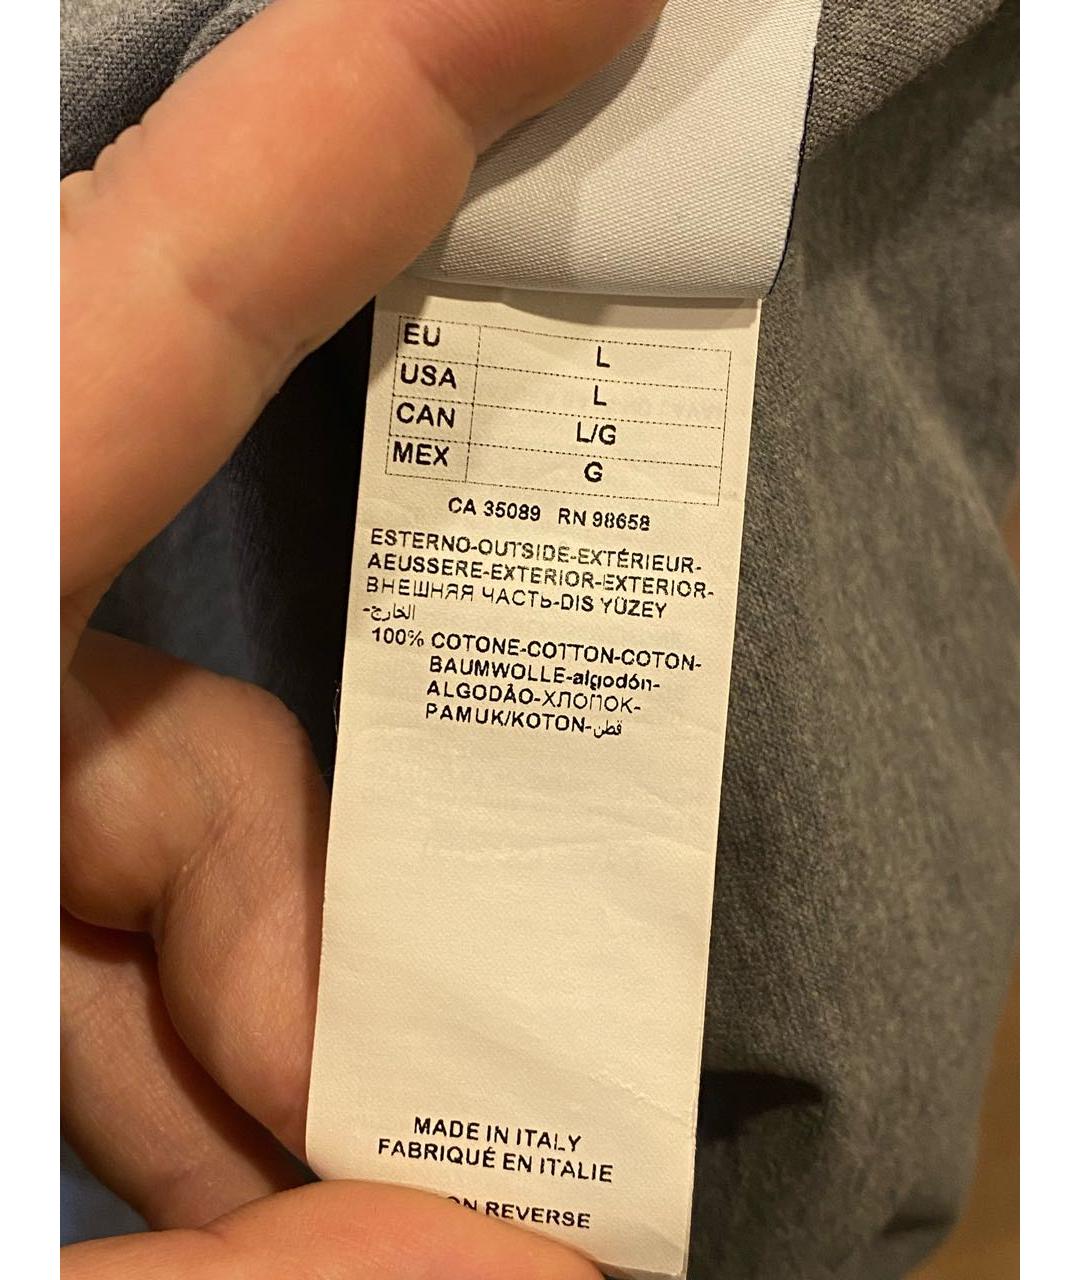 EU L
USA L
CAN L/G
MEX G
CA 35089 RN 98658
ESTERNO-OUTSIDE-EXTÉRIEUR-
AEUSSERE-EXTERIOR-EXTERIOR-
ВНЕШНЯЯ ЧАСТЬ-DIS YÜZEY
-الخارج
100% COTONE-COTTON-COTON-
BAUMWOLLE-algodón-
ALGODÃO-ХЛОПОК-
PAMUK/KOTON-قطن
MADE IN ITALY
FABRIQUÉ EN ITALIE
ON REVERSE